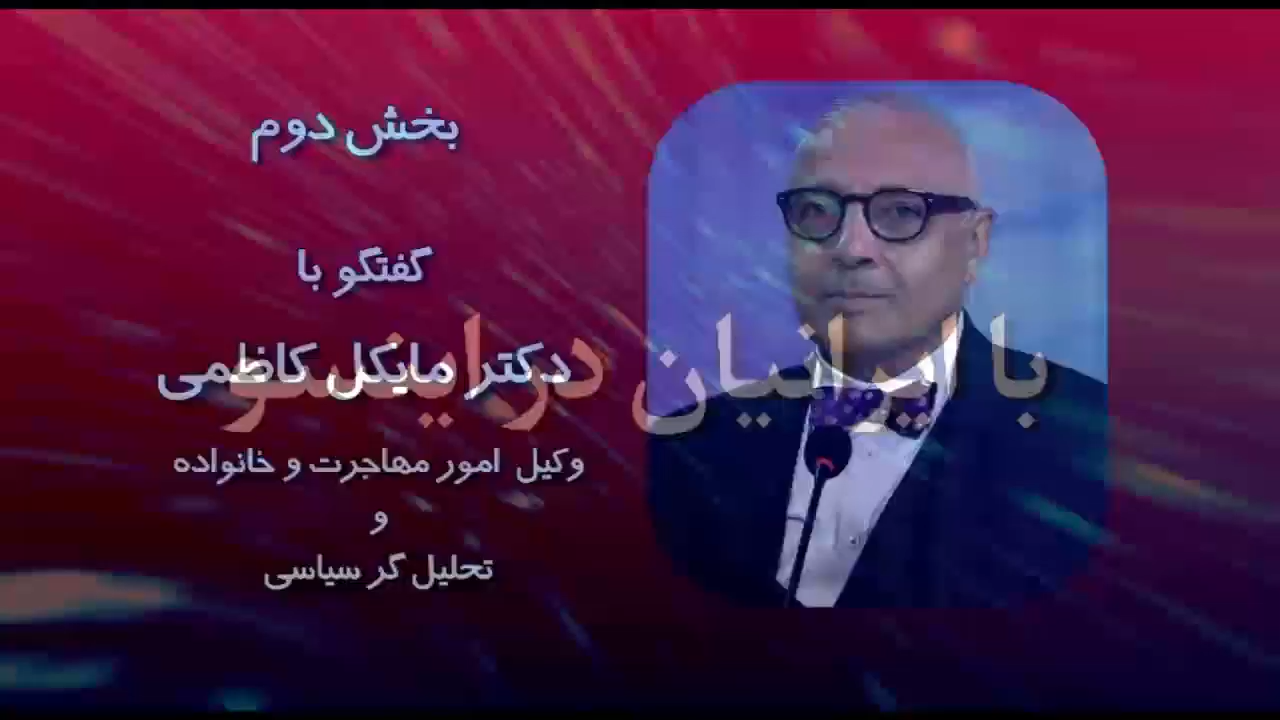 بخش دوم
گفتگو با
دکتر مایکل کاظمی
با ایرانیان در اینسو
وکیل امور مهاجرت و خانواده
و
تحلیل گر سیاسی